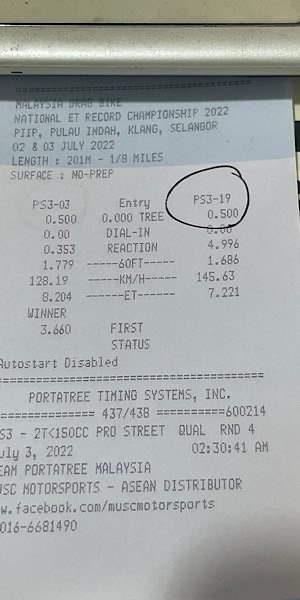 MALAYSIA DRAG BIKE
NATIONAL ET RECORD CHAMPIONSHIP 2022
PIIP, PULAU INDAH, KLANG, SELANGOR
02 & 03 JULY 2022
LENGTH : 201M - 1/8 MILES
SURFACE : NO-PREP
PS3-03 Entry PS3-19
0.500 0.000 TREE 0.500
0.00 DIAL-IN 0.00
0.353 REACTION 4.996
1.779 -----60FT----- 1.686
128.19 -----KM/H----- 145.63
8.204 ------ET------ 7.221
WINNER
3.660 FIRST
STATUS
Autostart Disabled
========================================
PORTATREE TIMING SYSTEMS, INC.
============== 437/438 ==========600214
S3 - 2T<150CC PRO STREET QUAL RND 4
uly 3, 2022 02:30:41 AM
EAM PORTATREE MALAYSIA
USC MOTORSPORTS - ASEAN DISTRIBUTOR
w.facebook.com/muscmotorsports
016-6681490